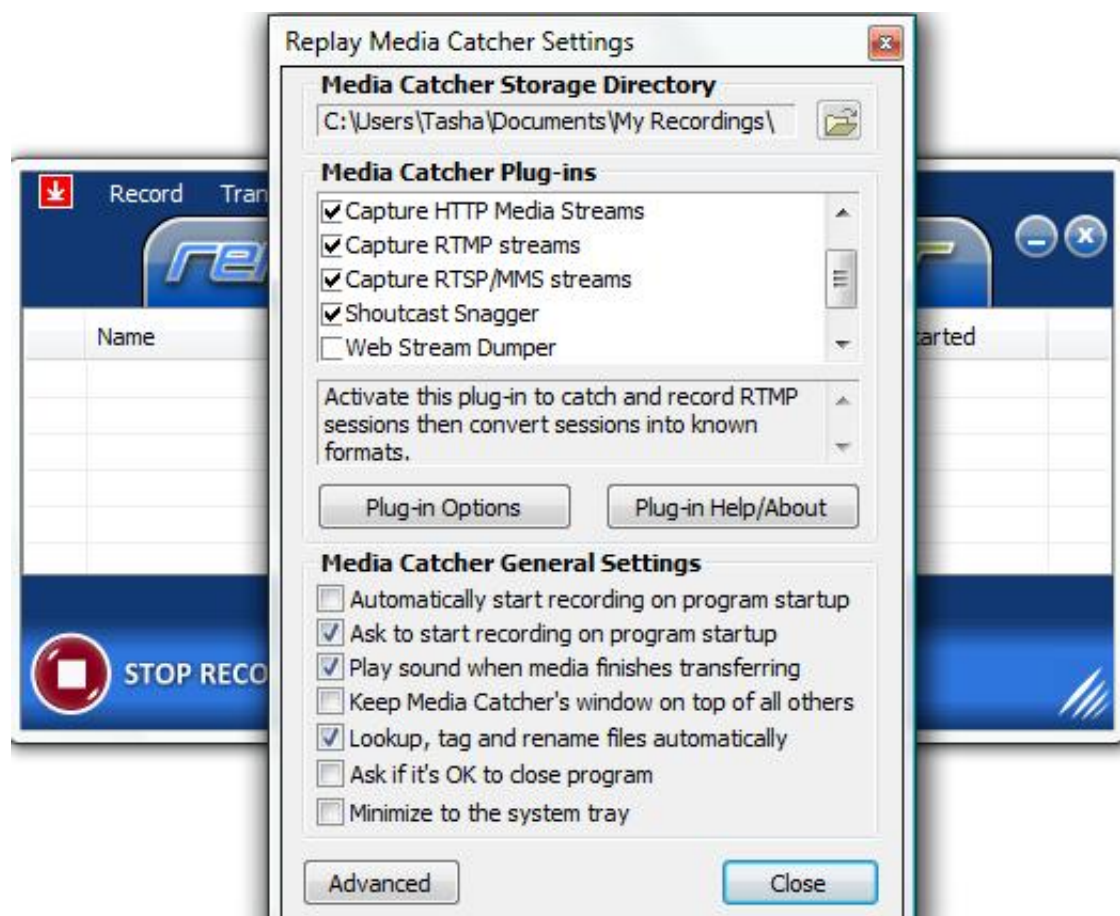 Replay Media Catcher Settings
Media Catcher Storage Directory
C:\Users\Tasha\Documents\My Recordings\
Media Catcher Plug-ins
Capture HTTP Media Streams
Capture RTMP streams
Capture RTSP/MMS streams
Shoutcast Snagger
Web Stream Dumper
Activate this plug-in to catch and record RTMP
sessions then convert sessions into known
formats.
Plug-in Options
Plug-in Help/About
Media Catcher General Settings
Automatically start recording on program startup
Ask to start recording on program startup
Play sound when media finishes transferring
Keep Media Catcher's window on top of all others
Lookup, tag and rename files automatically
Ask if it's OK to close program
Minimize to the system tray
Advanced
Close
Record
Name
STOP